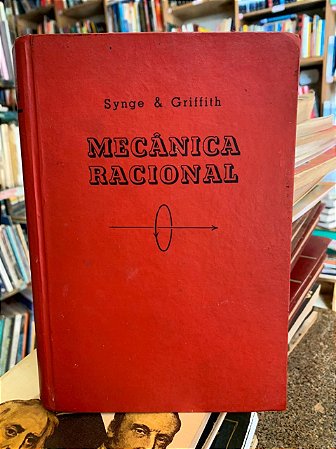 Synge & Griffith
MECÂNICA
RACIONAL